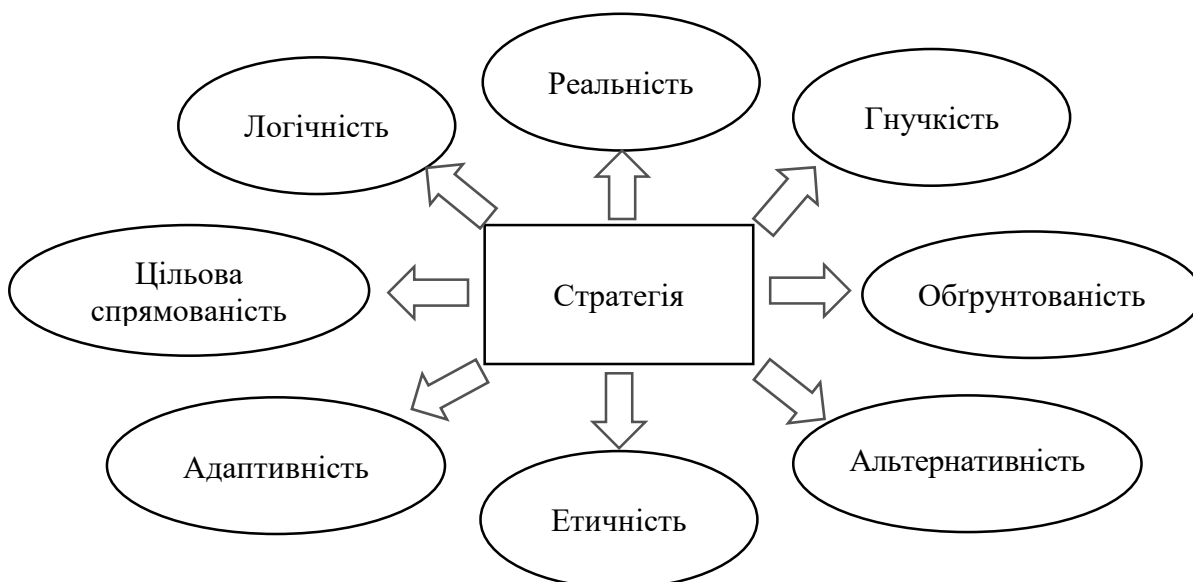 Реальність
Гнучкість
Логічність
Цільова
спрямованість
Стратегія
Обґрунтованість
Адаптивність
Альтернативність
Етичність